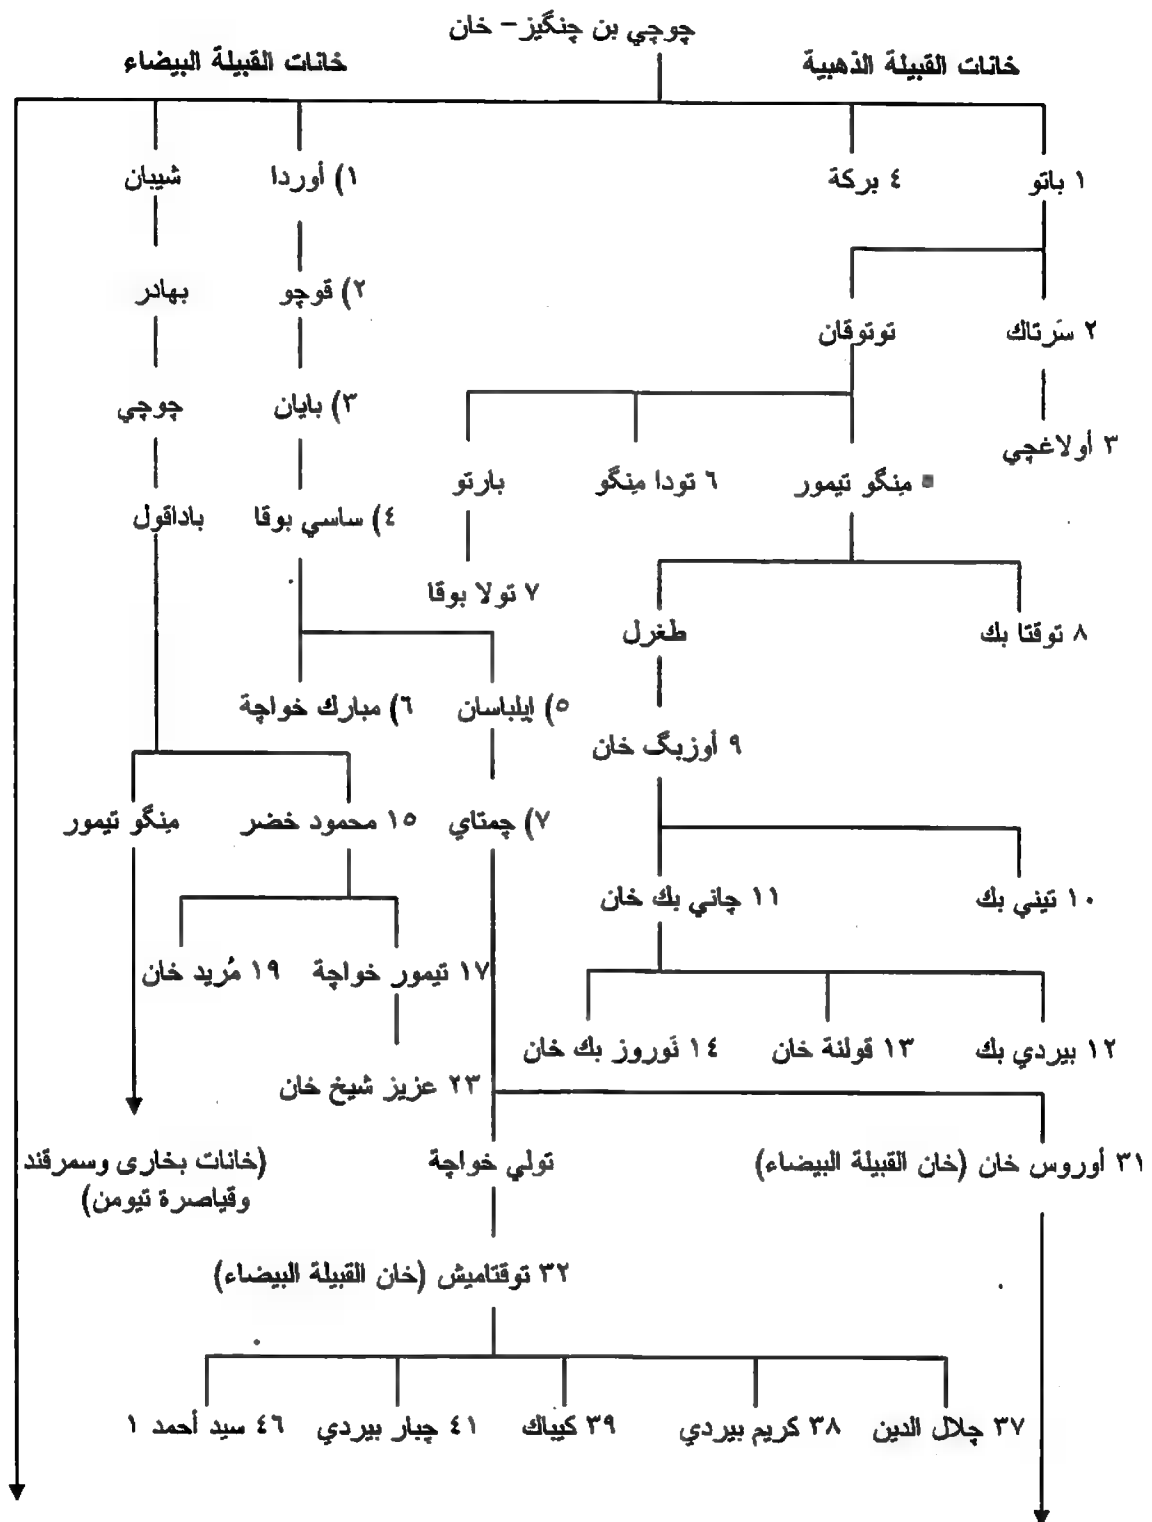 چوچي بن چنگيز- خان
خانات القبيلة الذهبية
خانات القبيلة البيضاء
١ باتو
٤ بركة
١) أوردا
شيبان
٢) قوچو
بهادر
٢ سَرتاك
توتوقان
٣) بايان
چوچي
٣ أولاغچي
مِنگو تيمور
٦ تودا مِنگو
بارتو
٤) ساسي بوقا
باداقول
٧ تولا بوقا
٨ توقتا بك
طغرل
٥) إيلباسان
٦) مبارك خواچة
٩ أوزبگ خان
٧) چمتاي
١٥ محمود خضر
مِنگو تيمور
١٠ تيني بك
١١ چاني بك خان
١٧ تيمور خواچة
١٩ مُريد خان
١٢ بيردي بك
١٣ قولنة خان
١٤ نَوروز بك خان
٢٣ عزيز شيخ خان
٣١ أوروس خان (خان القبيلة البيضاء)
تولي خواچة
(خانات بخارى وسمرقند
وقياصرة تيومن)
٣٢ توقتاميش (خان القبيلة البيضاء)
٣٧ چلال الدين
٣٨ كريم بيردي
٣٩ كيباك
٤١ چبار بيردي
٤٦ سيد أحمد ١